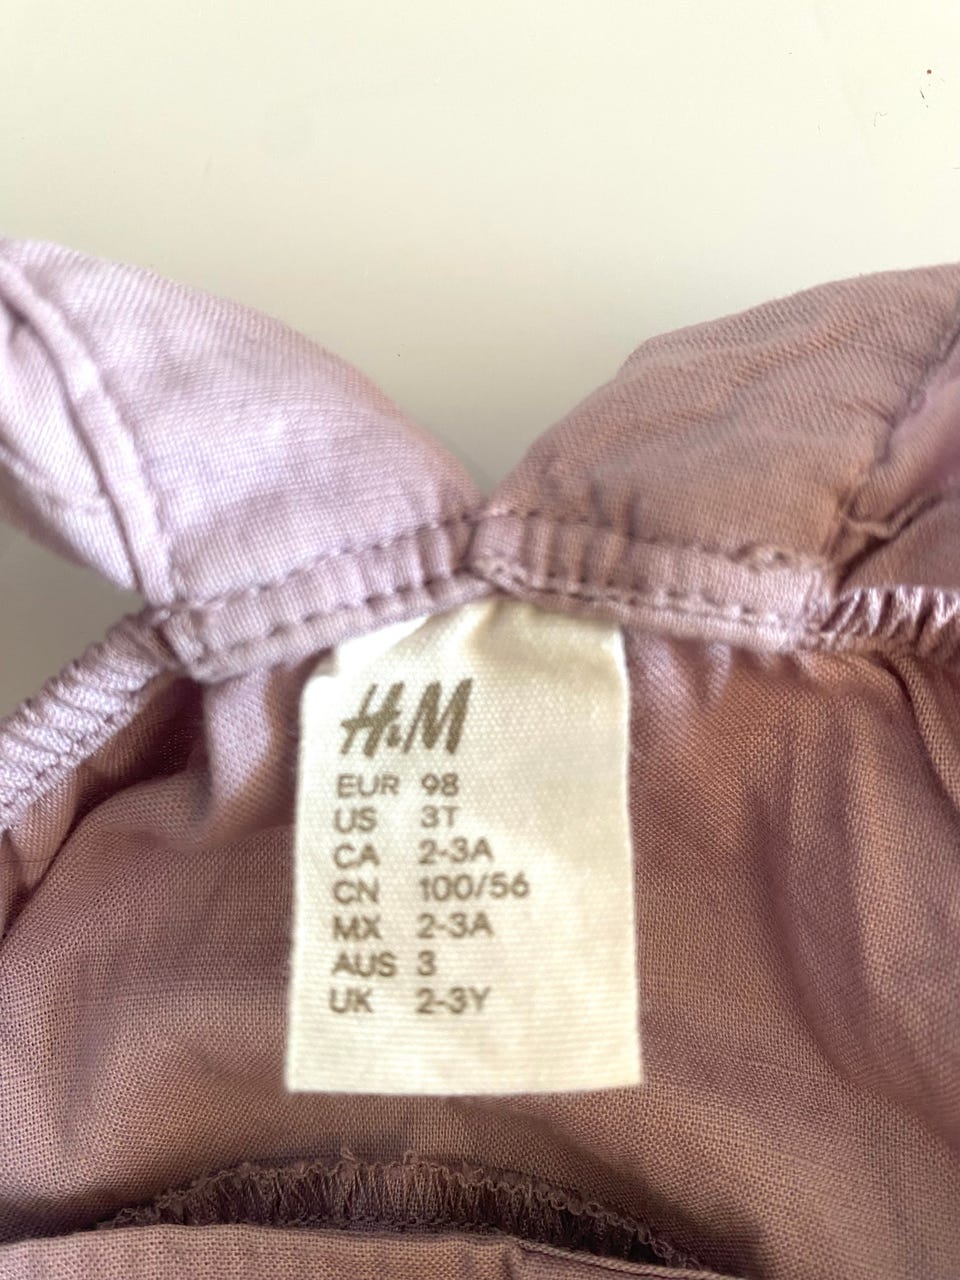 H&M
EUR 98
US 3T
CA 2-3A
CN 100/56
MX 2-3A
AUS 3
UK 2-3Y